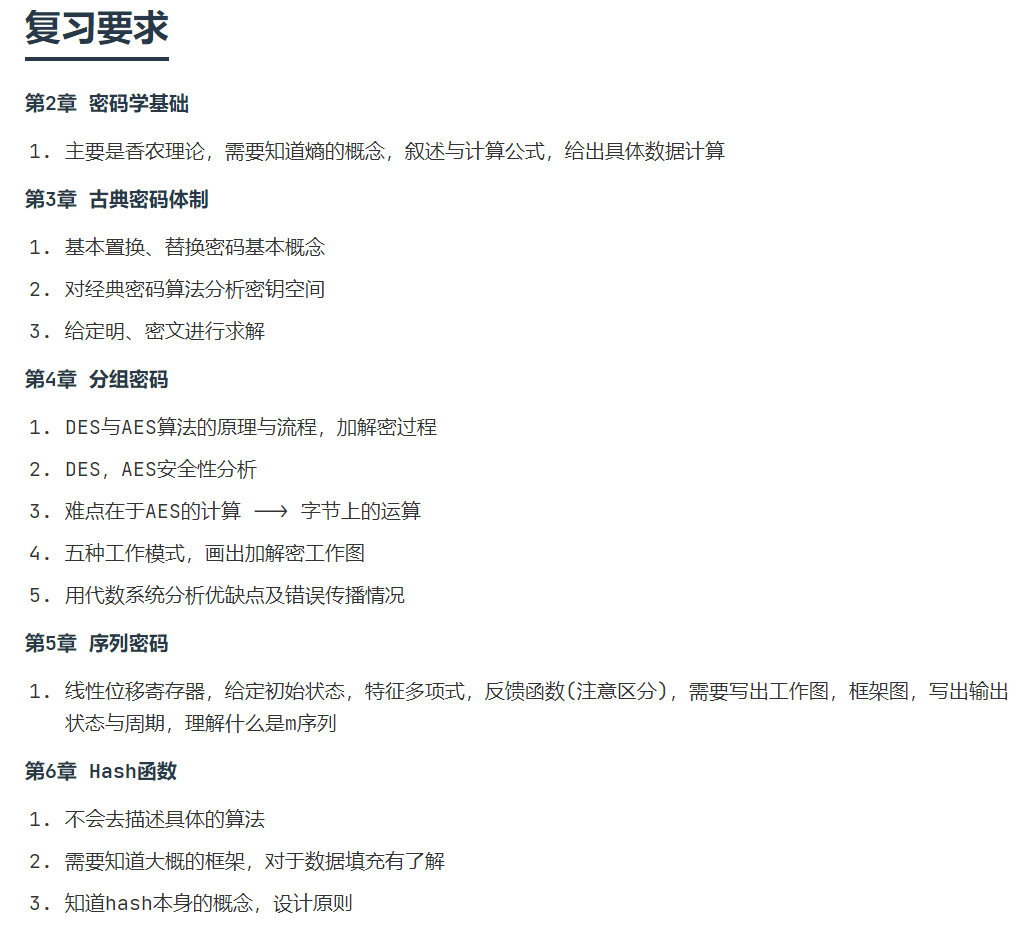 复习要求
第2章 密码学基础
1. 主要是香农理论，需要知道熵的概念，叙述与计算公式，给出具体数据计算
第3章 古典密码体制
1. 基本置换、替换密码基本概念
2. 对经典密码算法分析密钥空间
3. 给定明、密文进行求解
第4章 分组密码
1. DES与AES算法的原理与流程，加解密过程
2. DES，AES安全性分析
3. 难点在于AES的计算 ⟶ 字节上的运算
4. 五种工作模式，画出加解密工作图
5. 用代数系统分析优缺点及错误传播情况
第5章 序列密码
1. 线性位移寄存器，给定初始状态，特征多项式，反馈函数(注意区分)，需要写出工作图，框架图，写出输出
状态与周期，理解什么是m序列
第6章 Hash函数
1. 不会去描述具体的算法
2. 需要知道大概的框架，对于数据填充有了解
3. 知道hash本身的概念，设计原则